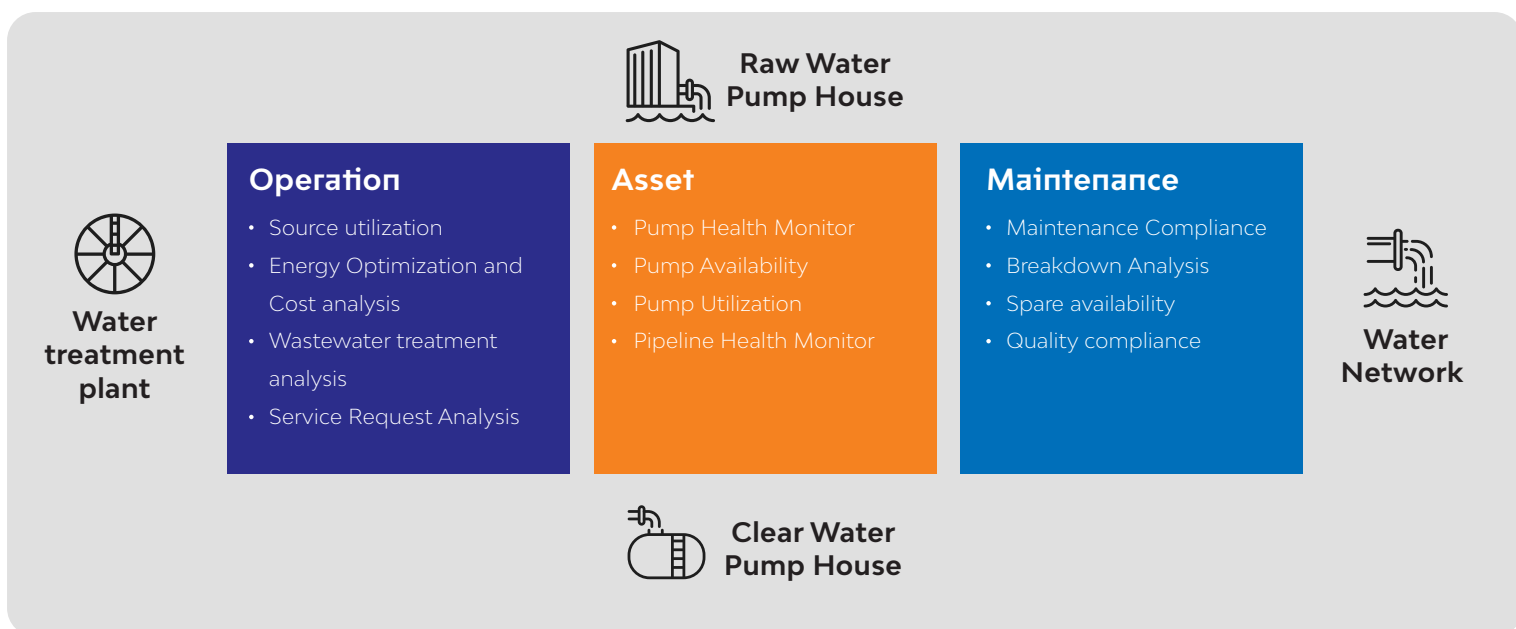 Raw Water
Pump House
Water
treatment
plant
Operation
• Source utilization
• Energy Optimization and
Cost analysis
• Wastewater treatment
analysis
• Service Request Analysis
Asset
• Pump Health Monitor
• Pump Availability
• Pump Utilization
• Pipeline Health Monitor
Maintenance
• Maintenance Compliance
• Breakdown Analysis
• Spare availability
• Quality compliance
Water
Network
Clear Water
Pump House